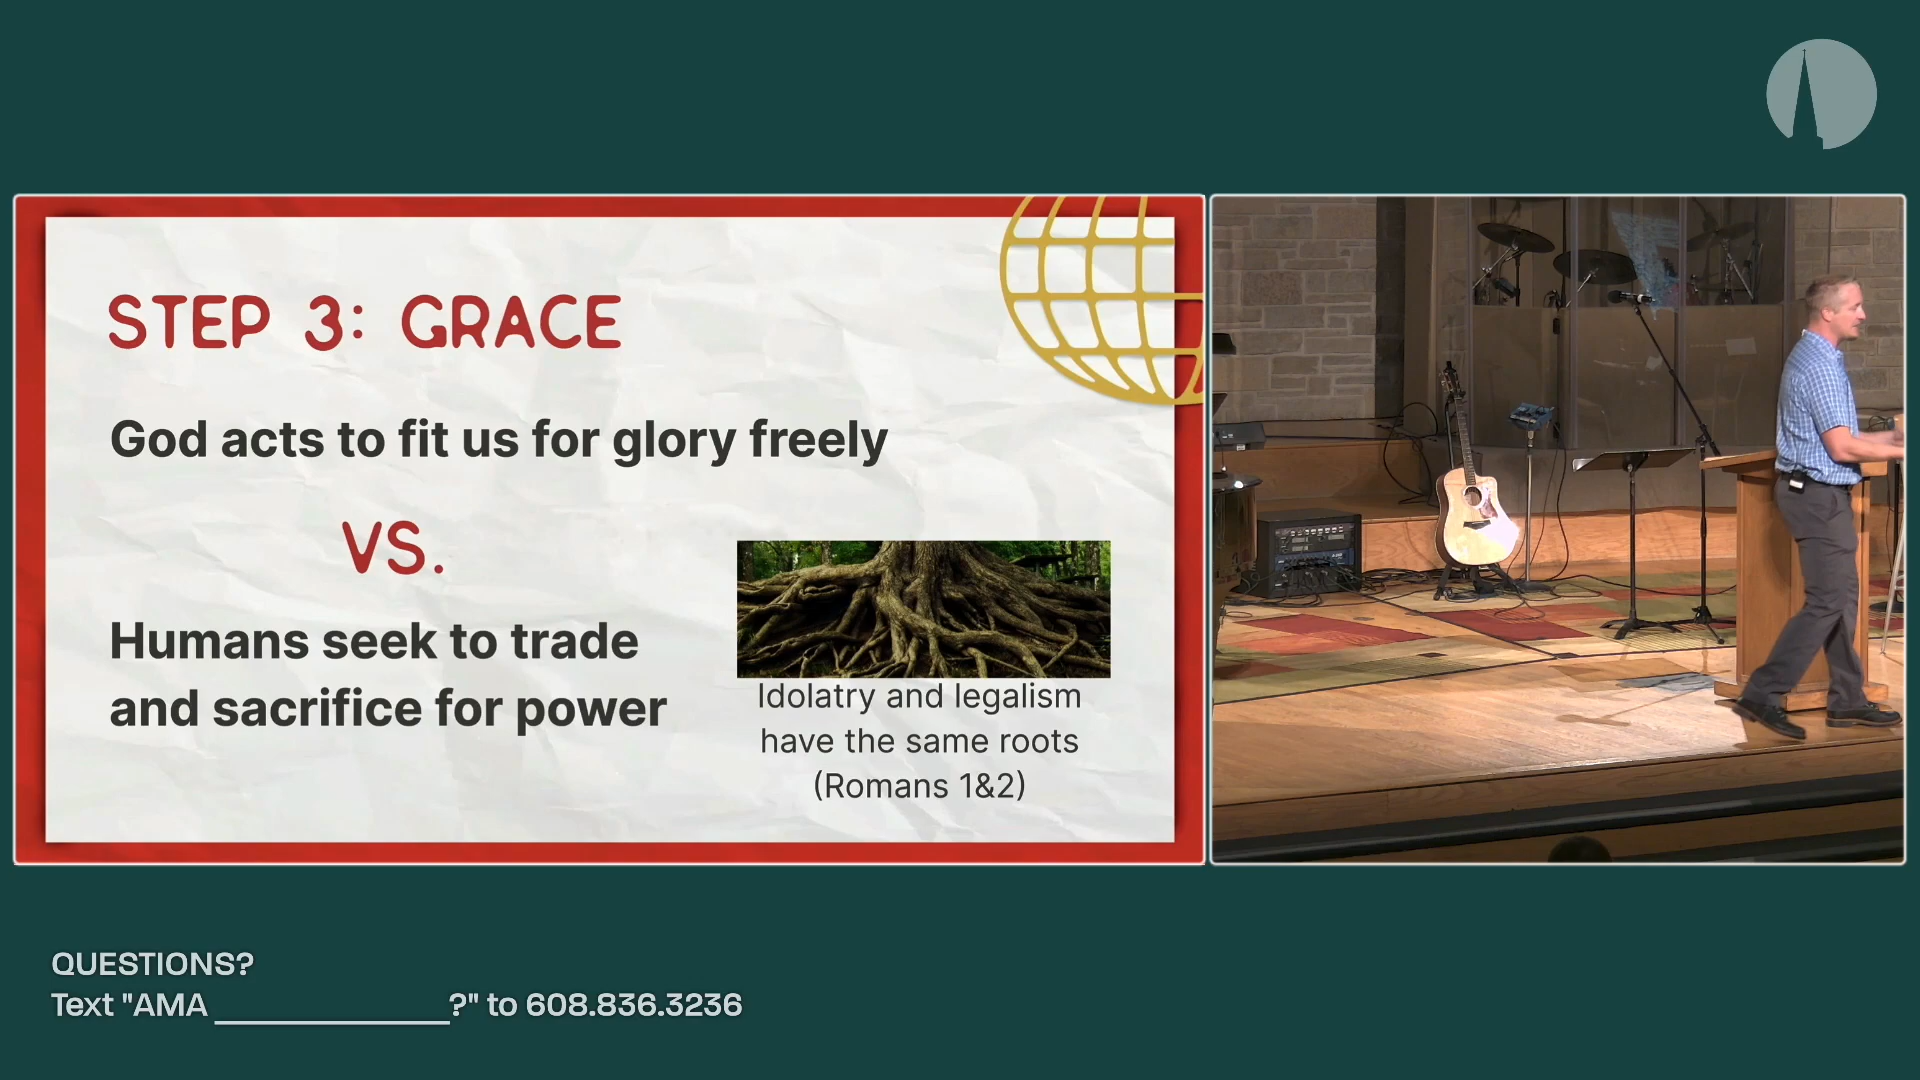 STEP 3: GRACE
God acts to fit us for glory freely
VS.
Humans seek to trade
and sacrifice for power
Idolatry and legalism
have the same roots
(Romans 1&2)
QUESTIONS?
Text "AMA ______________?" to 608.836.3236